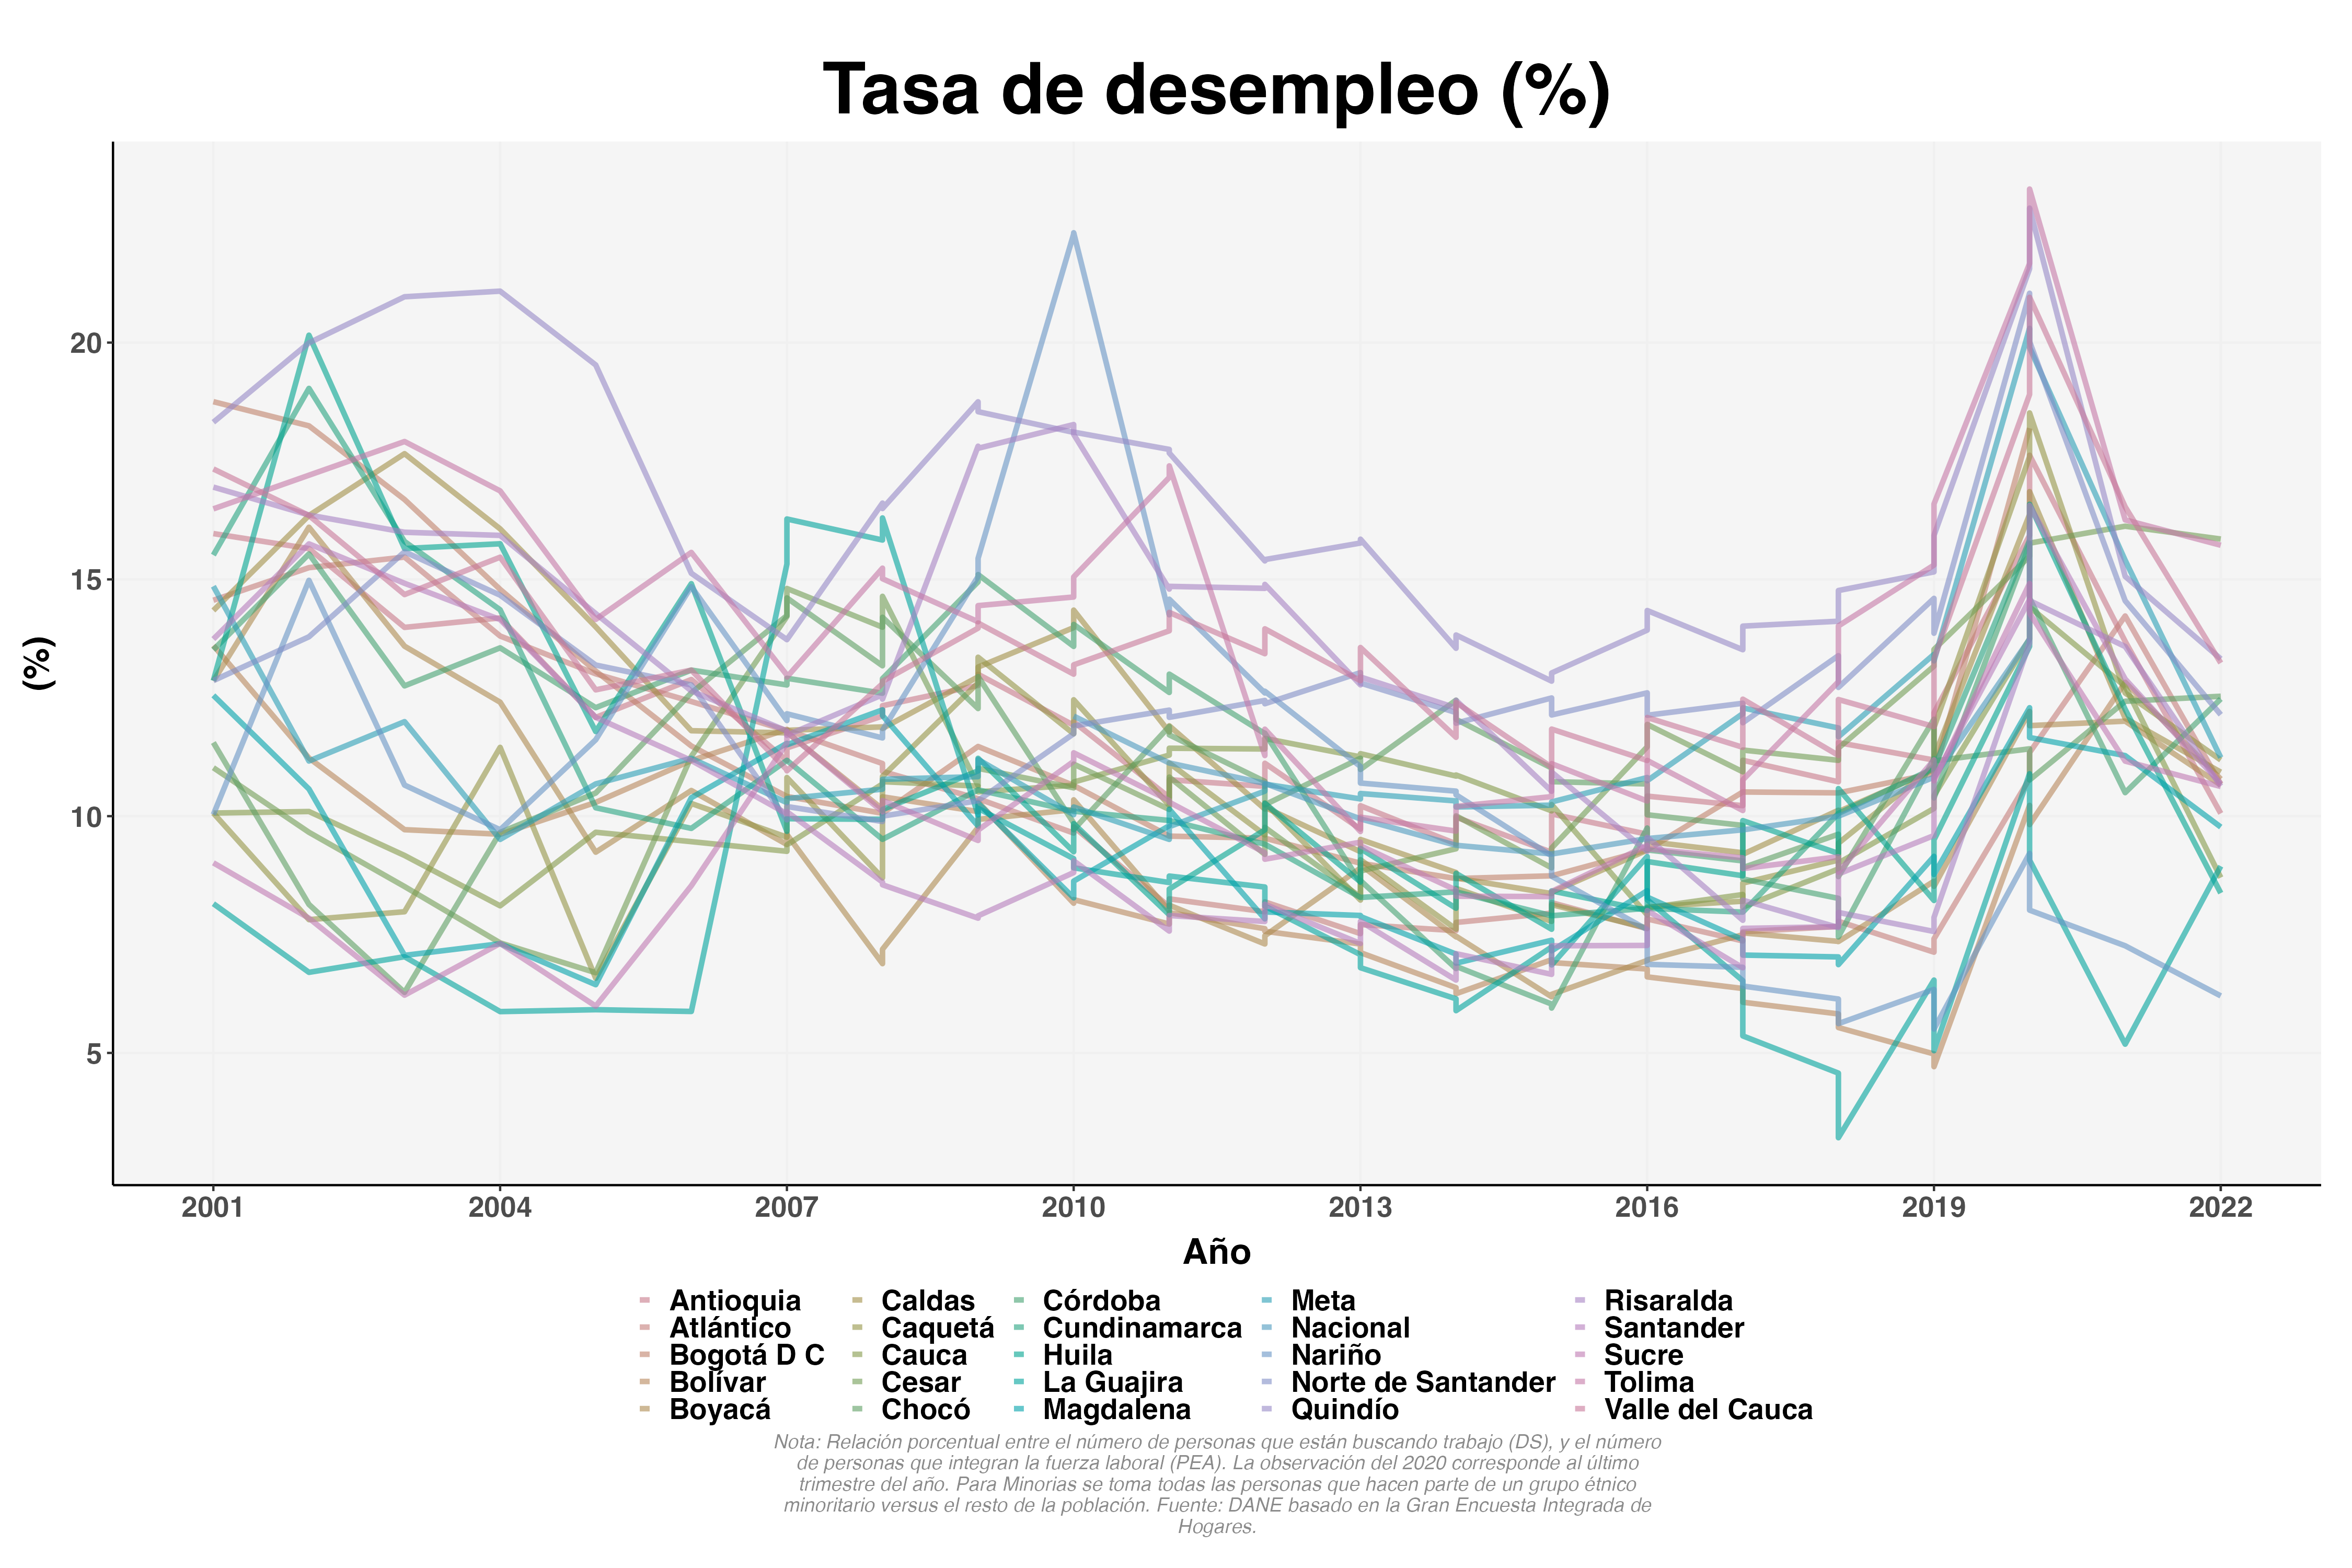 Tasa de desempleo (%)
(%)
20
15
10
5
2001 2004 2007 2010 2013 2016 2019 2022
Año
Antioquia Caldas Córdoba Meta Risaralda
Atlántico Caquetá Cundinamarca Nacional Santander
Bogotá D C Cauca Huila Nariño Sucre
Bolívar Cesar La Guajira Norte de Santander Tolima
Boyacá Chocó Magdalena Quindío Valle del Cauca
Nota: Relación porcentual entre el número de personas que están buscando trabajo (DS), y el número
de personas que integran la fuerza laboral (PEA). La observación del 2020 corresponde al último
trimestre del año. Para Minorias se toma todas las personas que hacen parte de un grupo étnico
minoritario versus el resto de la población. Fuente: DANE basado en la Gran Encuesta Integrada de
Hogares.